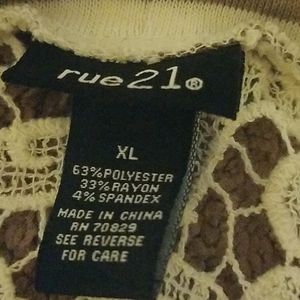 rue21®
XL
63%POLYESTER
33%RAYON
4%SPANDEX
MADE IN CHINA
RN 70829
SEE REVERSE
FOR CARE